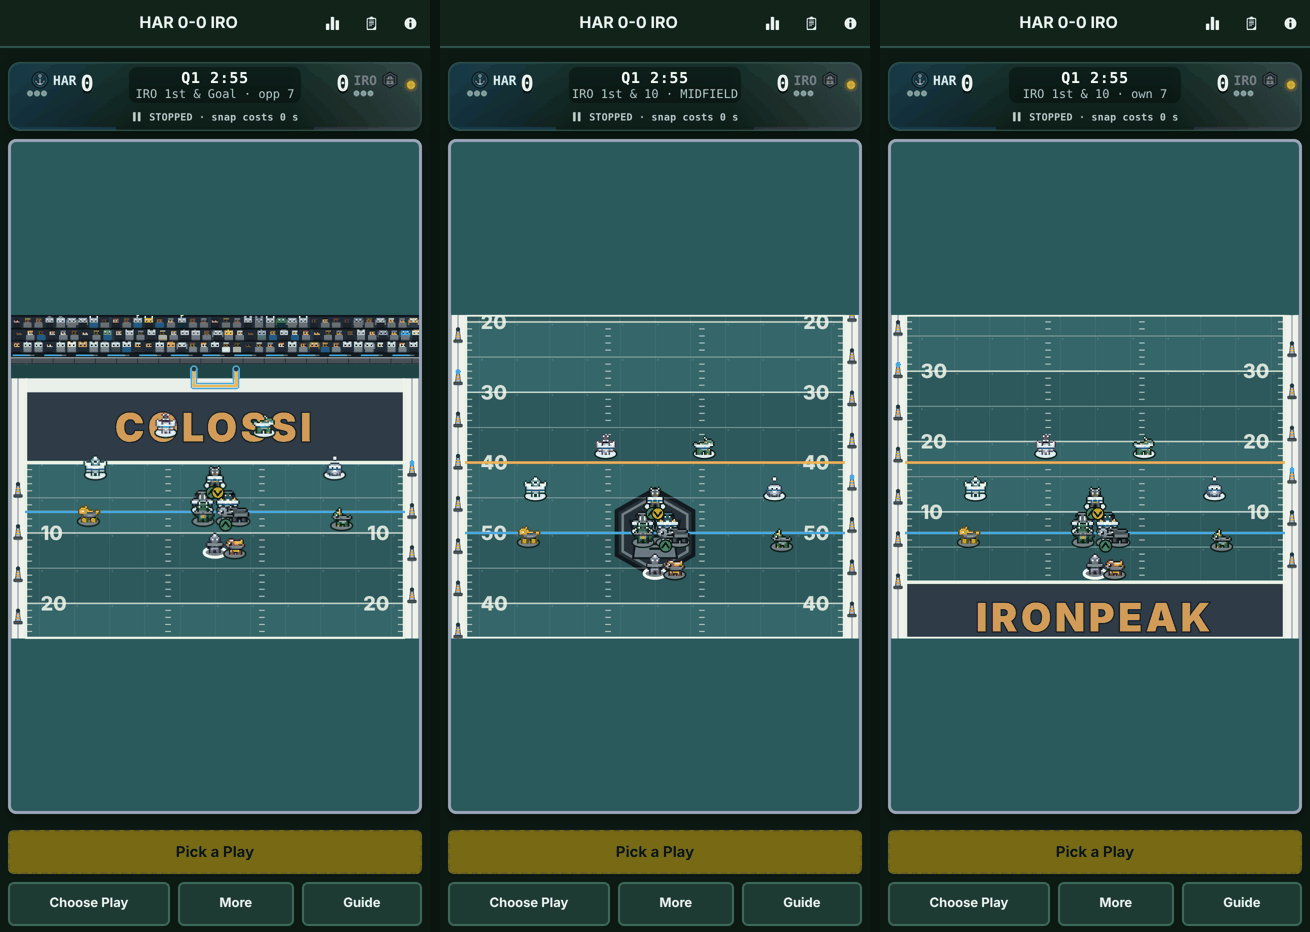 HAR 0-0 IRO
HAR 0
Q1 2:55
IRO 1st & Goal · opp 7
0 IRO
STOPPED · snap costs 0 s
COLOSSI
10 10
20 20
Pick a Play
Choose Play
More
Guide
HAR 0-0 IRO
HAR 0
Q1 2:55
IRO 1st & 10 · MIDFIELD
0 IRO
STOPPED · snap costs 0 s
20 20
30 30
40 40
50 50
40 40
Pick a Play
Choose Play
More
Guide
HAR 0-0 IRO
HAR 0
Q1 2:55
IRO 1st & 10 · own 7
0 IRO
STOPPED · snap costs 0 s
30 30
20 20
10 10
IRONPEAK
Pick a Play
Choose Play
More
Guide